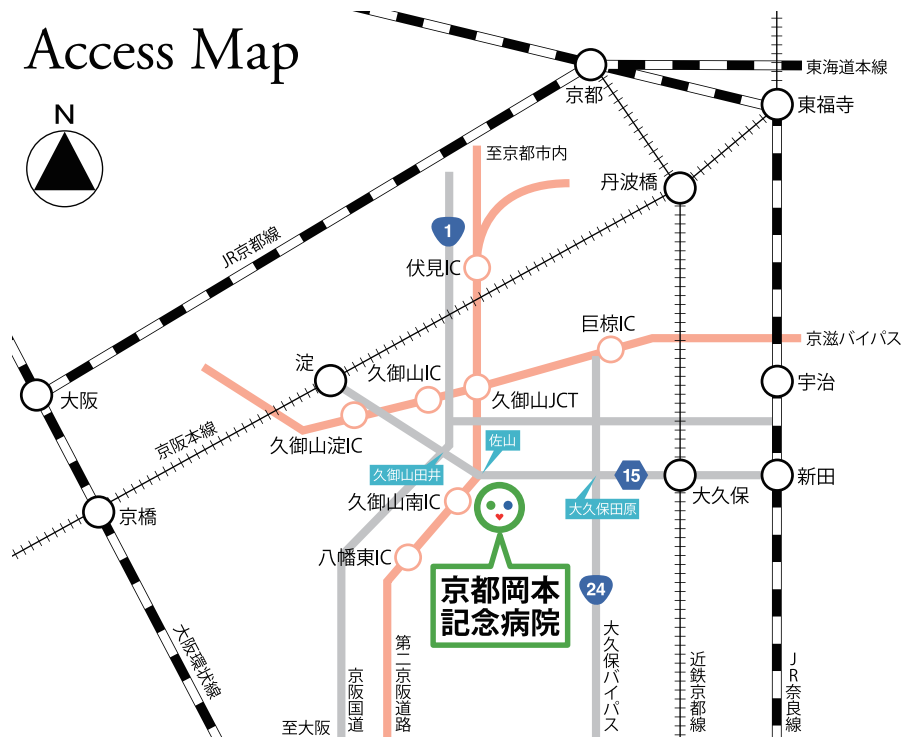 Access Map
N
東海道本線
京都
東福寺
至京都市内
丹波橋
1
JR京都線
伏見IC
巨椋IC
京滋バイパス
淀
久御山IC
宇治
大阪
久御山JCT
久御山淀IC
京阪本線
佐山
久御山田井
15
新田
大久保
久御山南IC
大久保田原
京橋
八幡東IC
京都岡本
記念病院
24
大阪環状線
京阪国道
第二京阪道路
大久保バイパス
近鉄京都線
JR奈良線
至大阪